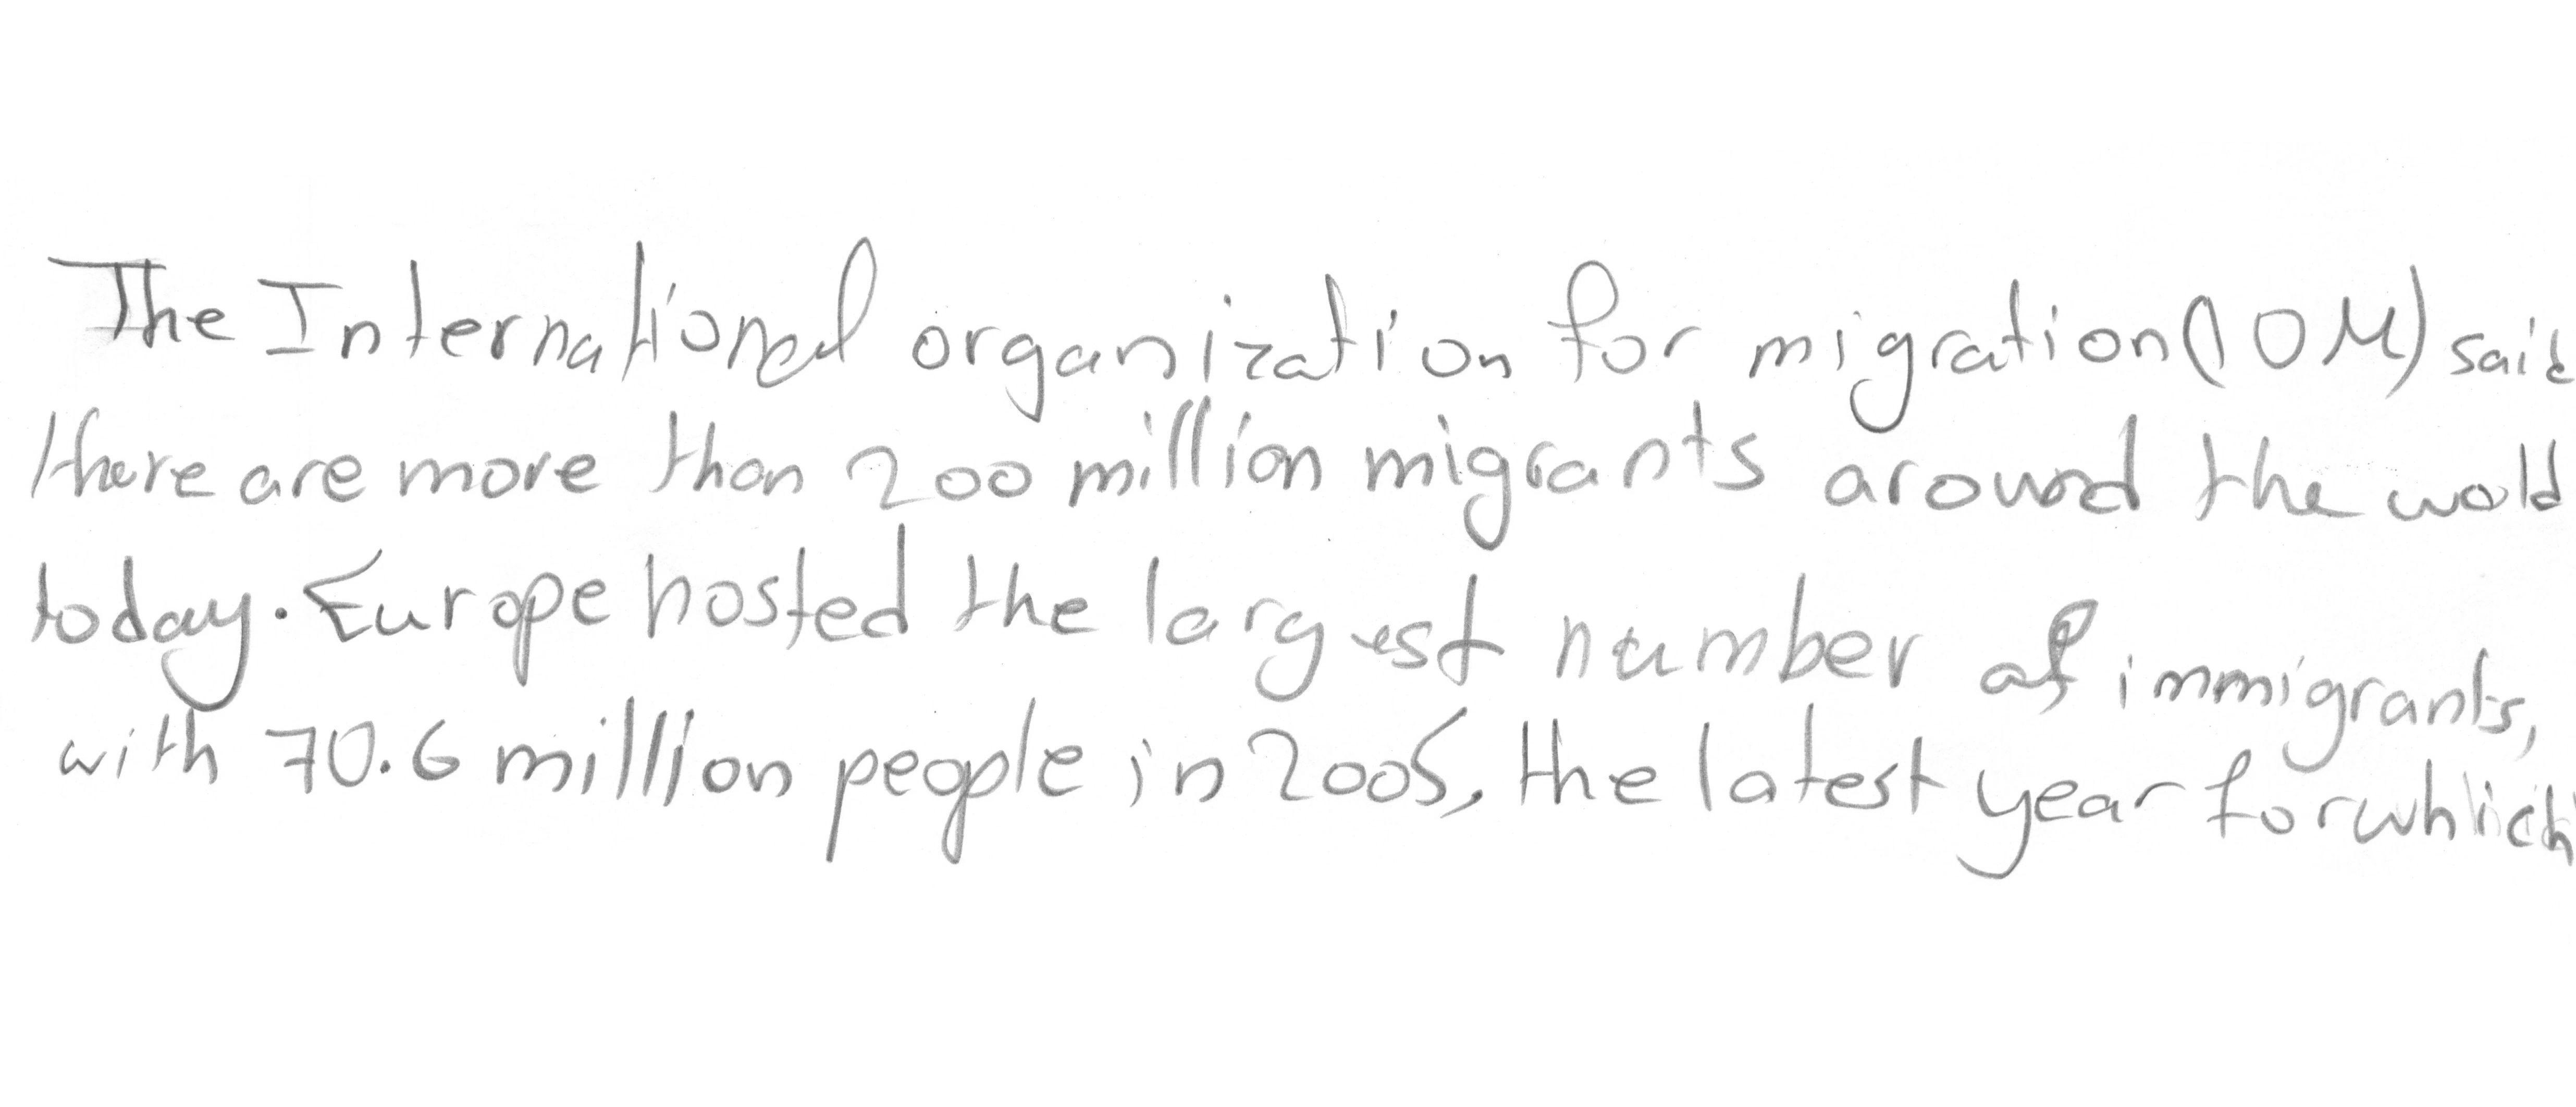 The International organization for migration (IOM) said
there are more than 200 million migrants around the wold
today. Europe hosted the largest number of immigrants,
with 70.6 million people in 2005, the latest year for which